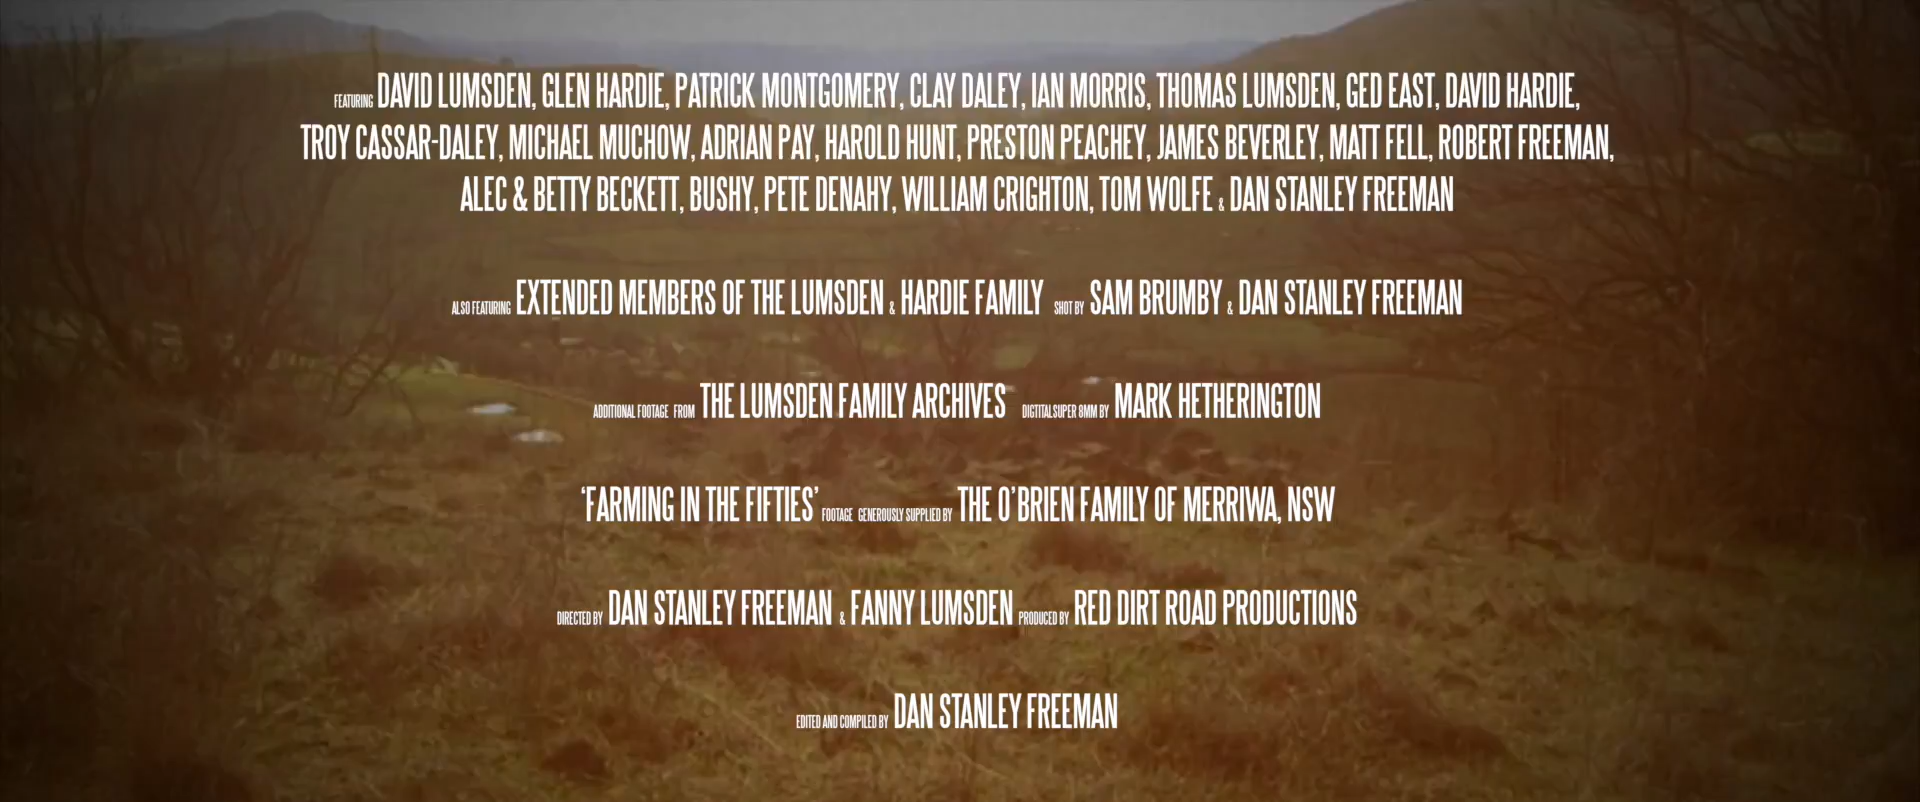 FEATURING DAVID LUMSDEN, GLEN HARDIE, PATRICK MONTGOMERY, CLAY DALEY, IAN MORRIS, THOMAS LUMSDEN, GED EAST, DAVID HARDIE,
TROY CASSAR-DALEY, MICHAEL MUCHOW, ADRIAN PAY, HAROLD HUNT, PRESTON PEACHEY, JAMES BEVERLEY, MATT FELL, ROBERT FREEMAN,
ALEC & BETTY BECKETT, BUSHY, PETE DENAHY, WILLIAM CRIGHTON, TOM WOLFE & DAN STANLEY FREEMAN
ALSO FEATURING EXTENDED MEMBERS OF THE LUMSDEN & HARDIE FAMILY SHOT BY SAM BRUMBY & DAN STANLEY FREEMAN
ADDITIONAL FOOTAGE FROM THE LUMSDEN FAMILY ARCHIVES DIGTITALSUPER 8MM BY MARK HETHERINGTON
‘FARMING IN THE FIFTIES’ FOOTAGE GENEROUSLY SUPPLIED BY THE O’BRIEN FAMILY OF MERRIWA, NSW
DIRECTED BY DAN STANLEY FREEMAN & FANNY LUMSDEN PRODUCED BY RED DIRT ROAD PRODUCTIONS
EDITED AND COMPILED BY DAN STANLEY FREEMAN